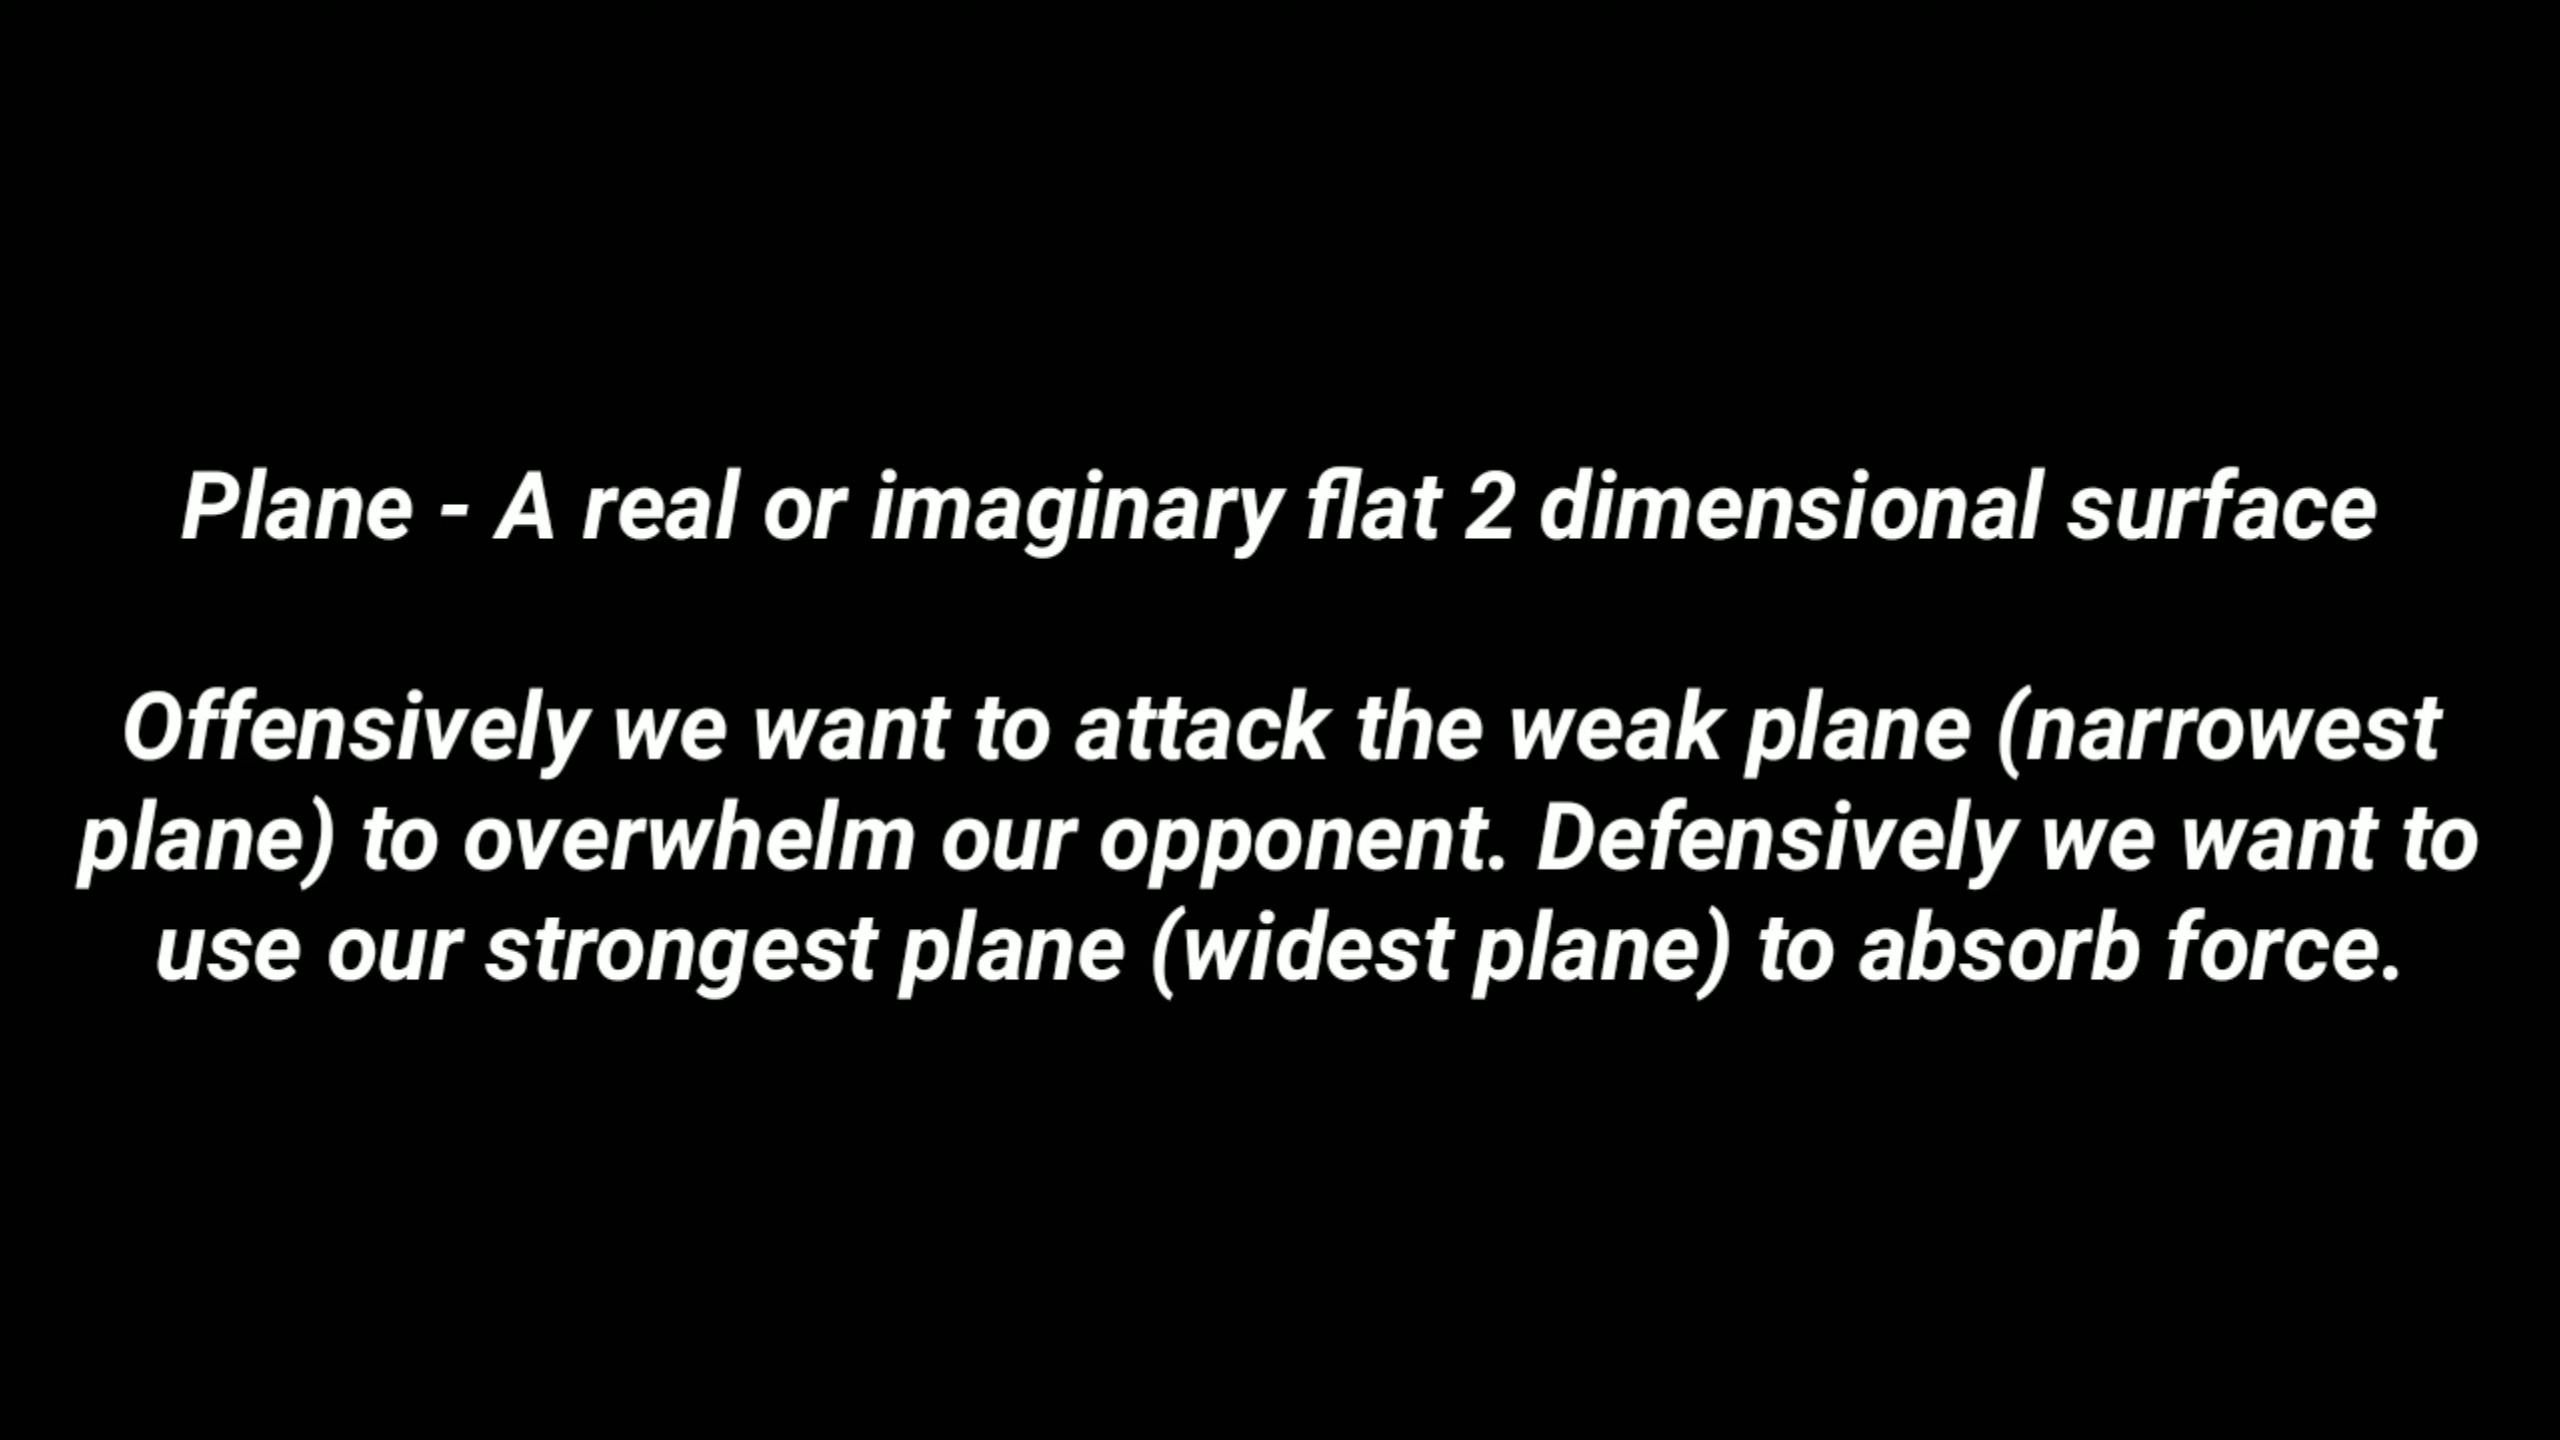 Plane - A real or imaginary flat 2 dimensional surface
Offensively we want to attack the weak plane (narrowest
plane) to overwhelm our opponent. Defensively we want to
use our strongest plane (widest plane) to absorb force.